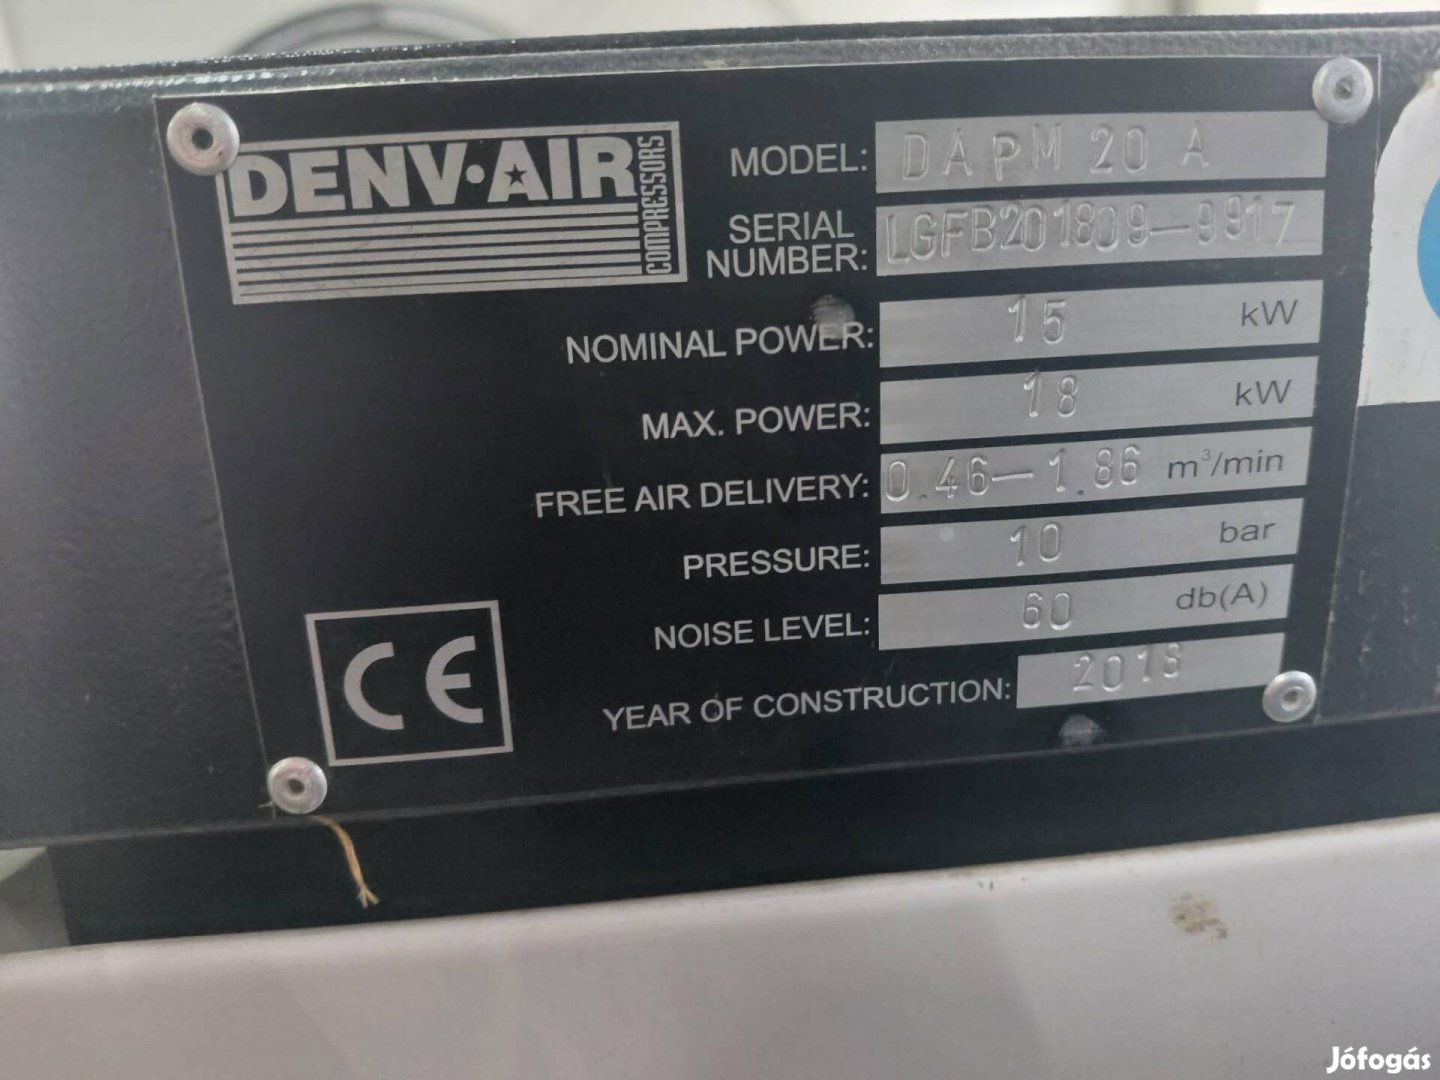 DENV·AIR
COMPRESSORS
MODEL: DAPM 20 A
SERIAL NUMBER: LGFB201809-9917
NOMINAL POWER: 15 kW
MAX. POWER: 18 kW
FREE AIR DELIVERY: 0.46-1.86 m³/min
PRESSURE: 10 bar
NOISE LEVEL: 60 db(A)
YEAR OF CONSTRUCTION: 2018
CE
Jófogás